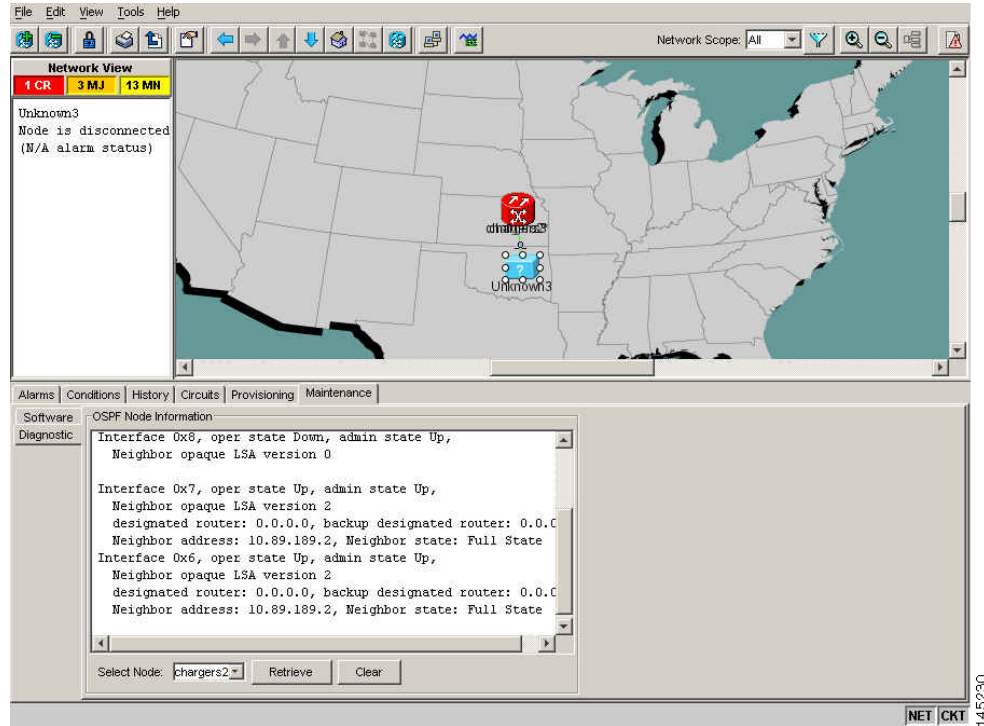 File Edit View Tools Help
Network Scope: All
Network View
1 CR 3 MJ 13 MN
Unknown3
Node is disconnected
(N/A alarm status)
?
Unknown3
Alarms Conditions History Circuits Provisioning Maintenance
Software
Diagnostic
OSPF Node Information
Interface 0x8, oper state Down, admin state Up,
Neighbor opaque LSA version 0
Interface 0x7, oper state Up, admin state Up,
Neighbor opaque LSA version 2
designated router: 0.0.0.0, backup designated router: 0.0.0
Neighbor address: 10.89.189.2, Neighbor state: Full State
Interface 0x6, oper state Up, admin state Up,
Neighbor opaque LSA version 2
designated router: 0.0.0.0, backup designated router: 0.0.0
Neighbor address: 10.89.189.2, Neighbor state: Full State
Select Node: chargers2 Retrieve Clear
NET CKT
145230